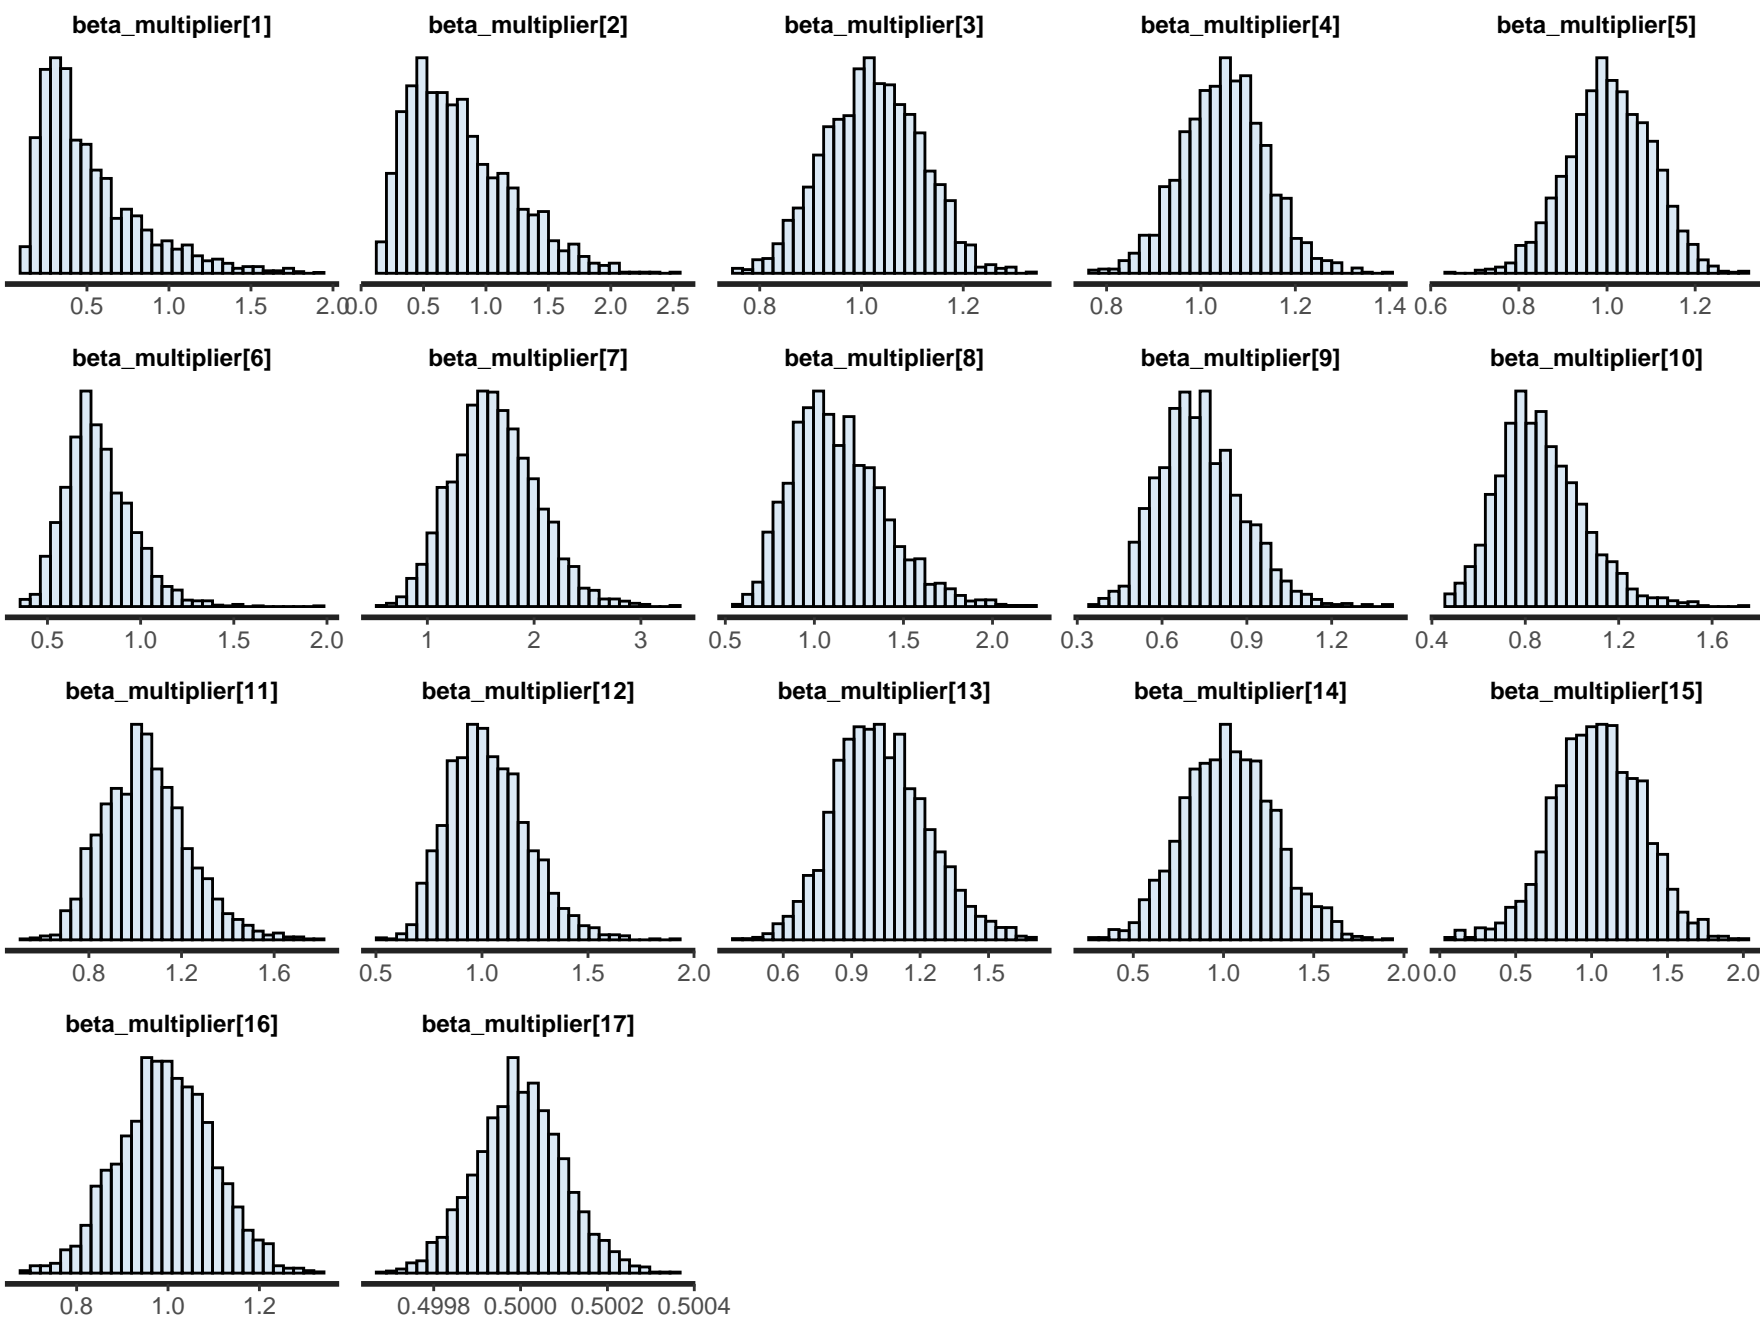 beta_multiplier[1] beta_multiplier[2] beta_multiplier[3] beta_multiplier[4] beta_multiplier[5]
0.5 1.0 1.5 2.0 0.0 0.5 1.0 1.5 2.0 2.5 0.8 1.0 1.2 0.8 1.0 1.2 1.4 0.6 0.8 1.0 1.2
beta_multiplier[6] beta_multiplier[7] beta_multiplier[8] beta_multiplier[9] beta_multiplier[10]
0.5 1.0 1.5 2.0 1 2 3 0.5 1.0 1.5 2.0 0.3 0.6 0.9 1.2 0.4 0.8 1.2 1.6
beta_multiplier[11] beta_multiplier[12] beta_multiplier[13] beta_multiplier[14] beta_multiplier[15]
0.8 1.2 1.6 0.5 1.0 1.5 2.0 0.6 0.9 1.2 1.5 0.5 1.0 1.5 2.0 0.0 0.5 1.0 1.5 2.0
beta_multiplier[16] beta_multiplier[17]
0.8 1.0 1.2 0.4998 0.5000 0.5002 0.5004